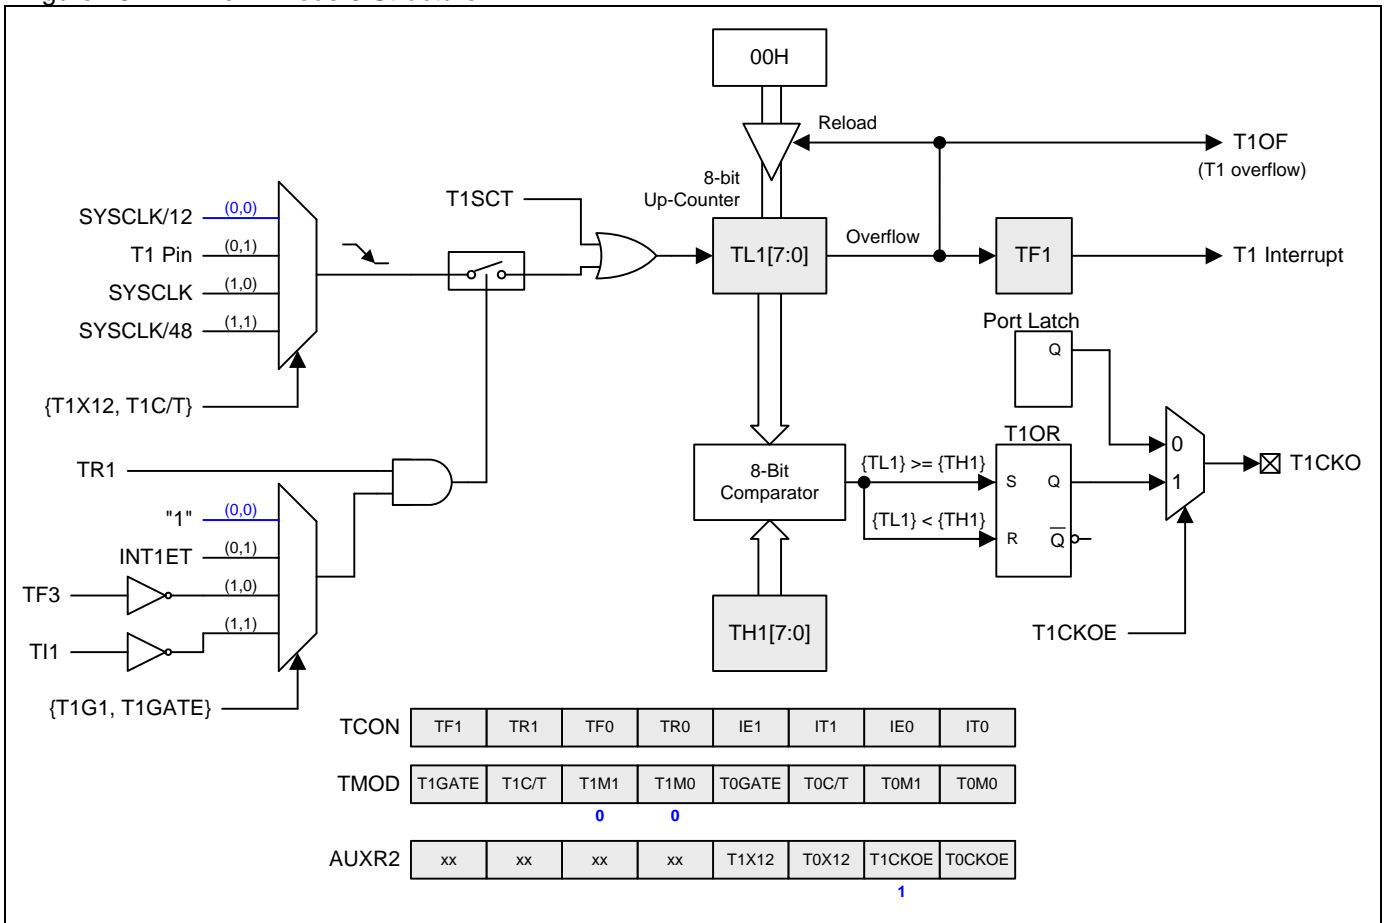 00H
Reload
T1OF
(T1 overflow)
8-bit
Up-Counter
T1SCT
SYSCLK/12
(0,0)
T1 Pin
(0,1)
SYSCLK
(1,0)
SYSCLK/48
(1,1)
{T1X12, T1C/T}
TL1[7:0]
Overflow
TF1
T1 Interrupt
Port Latch
Q
T1OR
0
1
T1CKO
TR1
8-Bit
Comparator
{TL1} >= {TH1}
S
Q
{TL1} < {TH1}
R
Q
"1"
(0,0)
INT1ET
(0,1)
TF3
(1,0)
TI1
(1,1)
{T1G1, T1GATE}
TH1[7:0]
T1CKOE
TCON TF1 TR1 TF0 TR0 IE1 IT1 IE0 IT0
TMOD T1GATE T1C/T T1M1 T1M0 T0GATE T0C/T T0M1 T0M0
0 0
AUXR2 xx xx xx xx T1X12 T0X12 T1CKOE T0CKOE
1